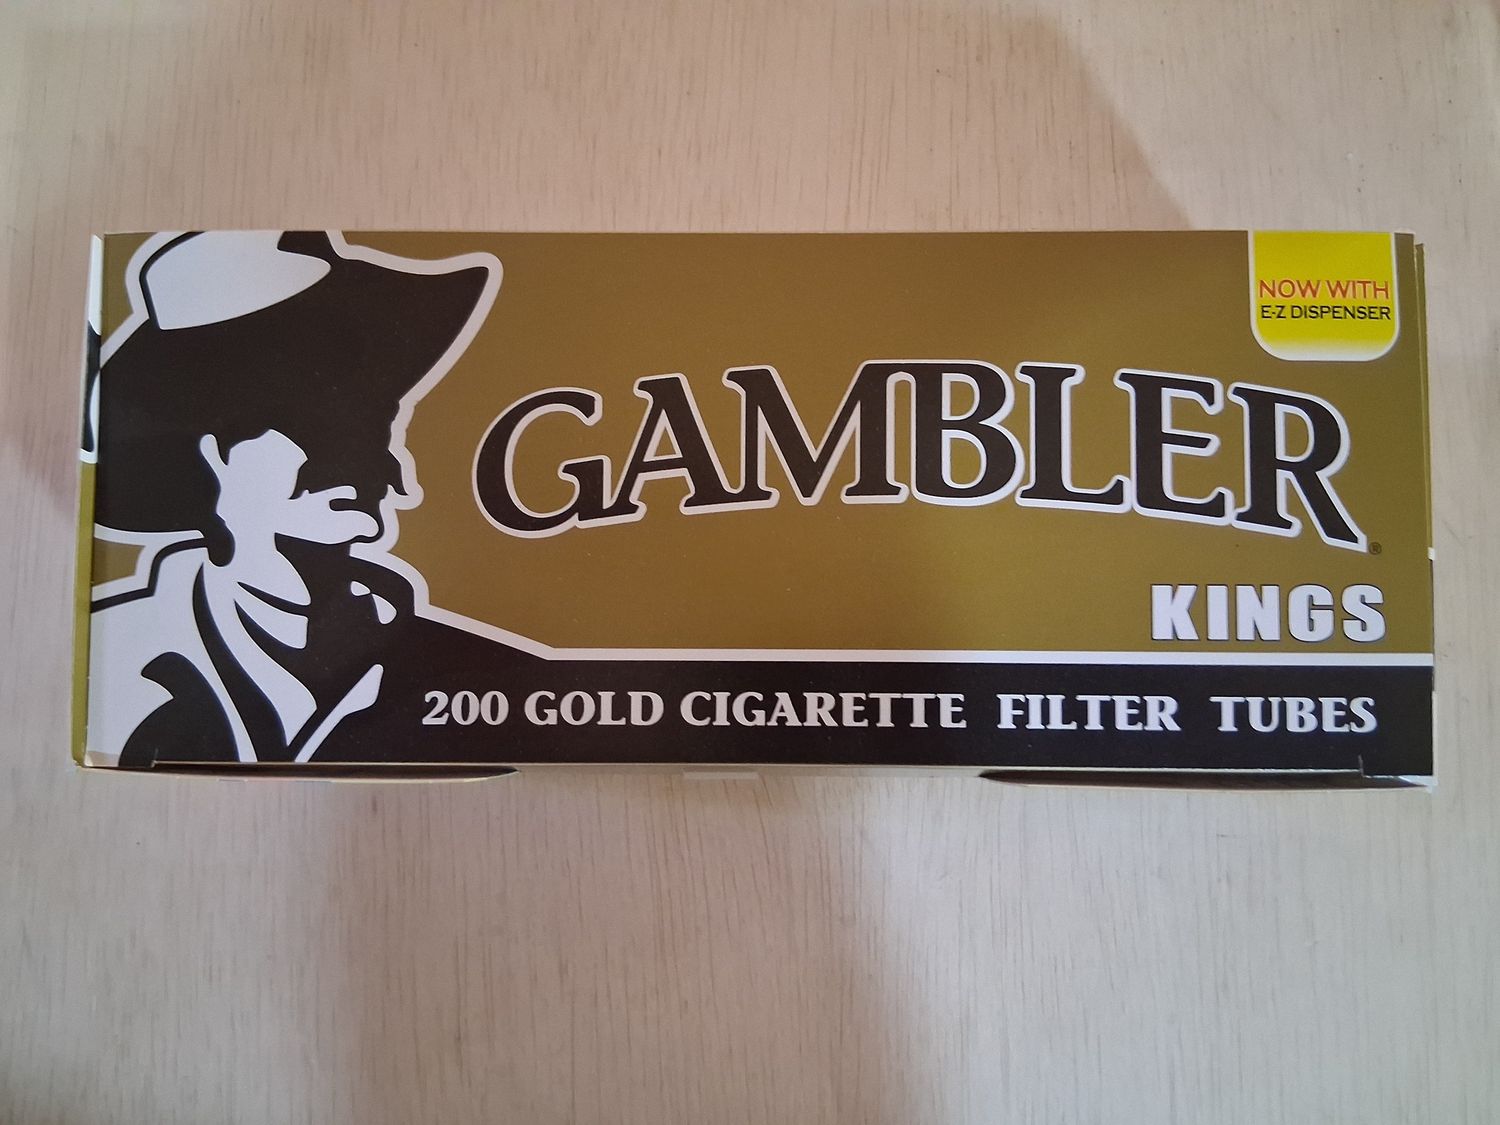 NOW WITH
E-Z DISPENSER
GAMBLER®
KINGS
200 GOLD CIGARETTE FILTER TUBES